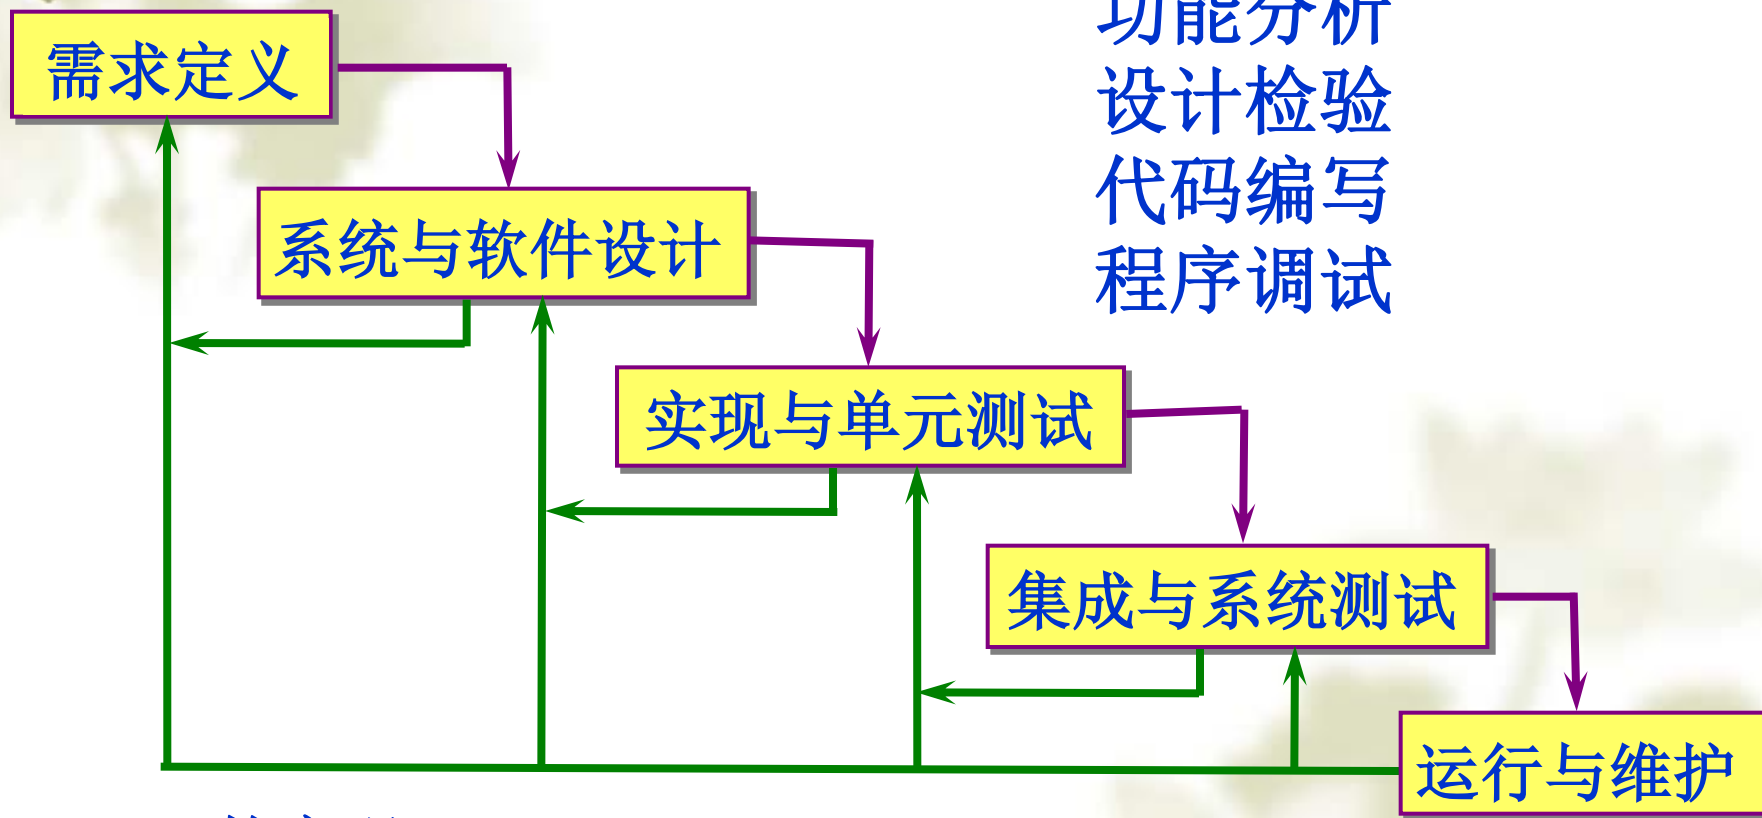 需求定义
功能分析
设计检验
代码编写
程序调试
系统与软件设计
实现与单元测试
集成与系统测试
运行与维护